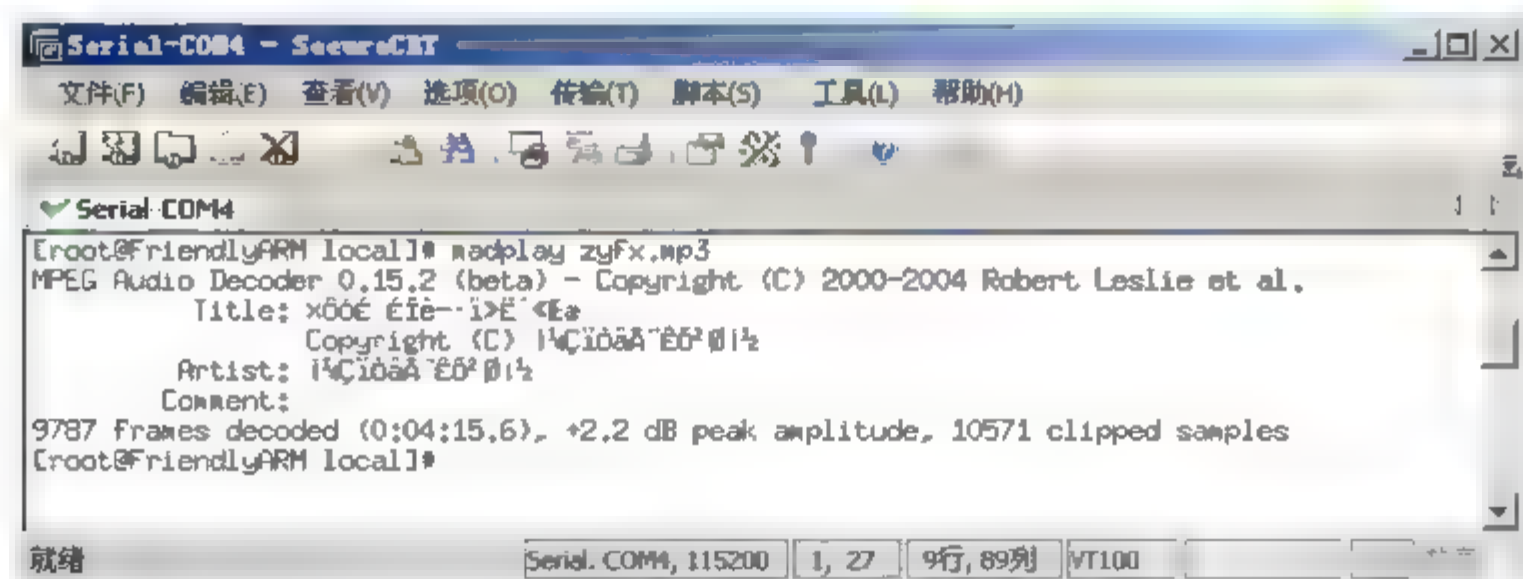 Serial-COM4 - SecureCRT
文件(F) 编辑(E) 查看(V) 选项(O) 传输(T) 脚本(S) 工具(L) 帮助(H)
Serial-COM4
[root@FriendlyARM local]# madplay zyfx.mp3
MPEG Audio Decoder 0.15.2 (beta) - Copyright (C) 2000-2004 Robert Leslie et al.
Title:
Copyright (C)
Artist:
Comment:
9787 frames decoded (0:04:15.6), +2.2 dB peak amplitude, 10571 clipped samples
[root@FriendlyARM local]#
就绪 Serial: COM4, 115200 1, 27 9行, 89列 VT100